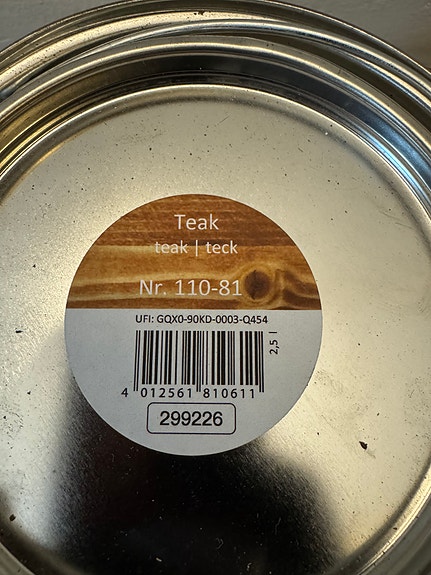 Teak
teak | teck
Nr. 110-81
UFI: GQX0-90KD-0003-Q454
2,5 l
4 012561 810611
299226